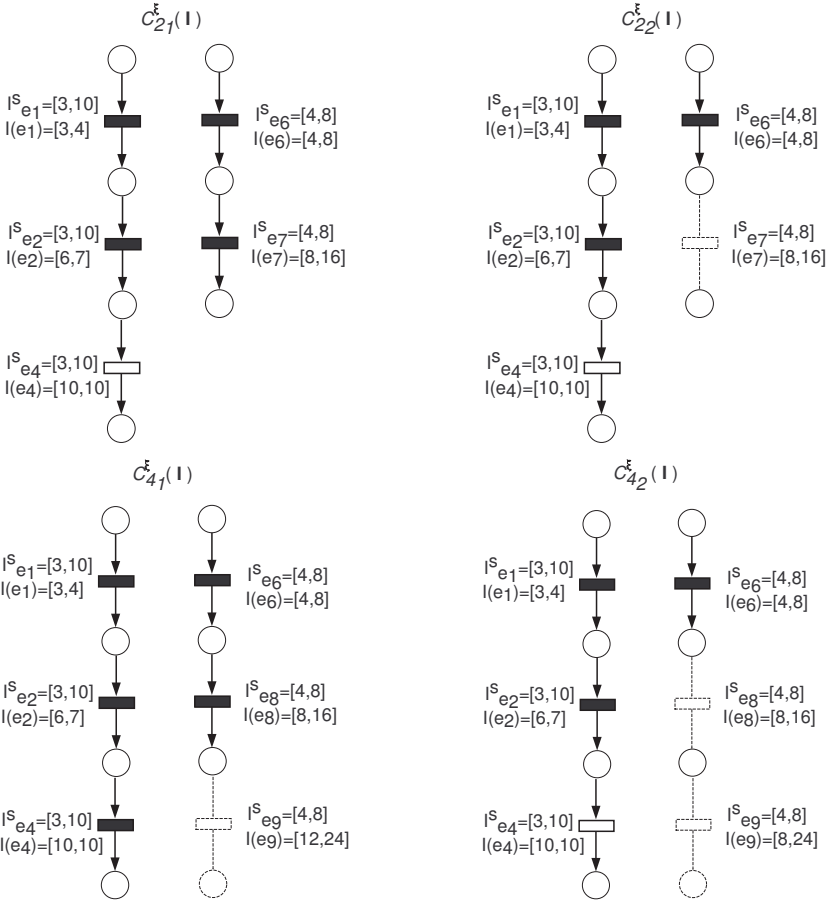 C^ξ_21(I)
I^s_e1=[3,10]
I(e1)=[3,4]
I^s_e6=[4,8]
I(e6)=[4,8]
I^s_e2=[3,10]
I(e2)=[6,7]
I^s_e7=[4,8]
I(e7)=[8,16]
I^s_e4=[3,10]
I(e4)=[10,10]
C^ξ_22(I)
I^s_e1=[3,10]
I(e1)=[3,4]
I^s_e6=[4,8]
I(e6)=[4,8]
I^s_e2=[3,10]
I(e2)=[6,7]
I^s_e7=[4,8]
I(e7)=[8,16]
I^s_e4=[3,10]
I(e4)=[10,10]
C^ξ_41(I)
I^s_e1=[3,10]
I(e1)=[3,4]
I^s_e6=[4,8]
I(e6)=[4,8]
I^s_e2=[3,10]
I(e2)=[6,7]
I^s_e8=[4,8]
I(e8)=[8,16]
I^s_e4=[3,10]
I(e4)=[10,10]
I^s_e9=[4,8]
I(e9)=[12,24]
C^ξ_42(I)
I^s_e1=[3,10]
I(e1)=[3,4]
I^s_e6=[4,8]
I(e6)=[4,8]
I^s_e2=[3,10]
I(e2)=[6,7]
I^s_e8=[4,8]
I(e8)=[8,16]
I^s_e4=[3,10]
I(e4)=[10,10]
I^s_e9=[4,8]
I(e9)=[8,24]